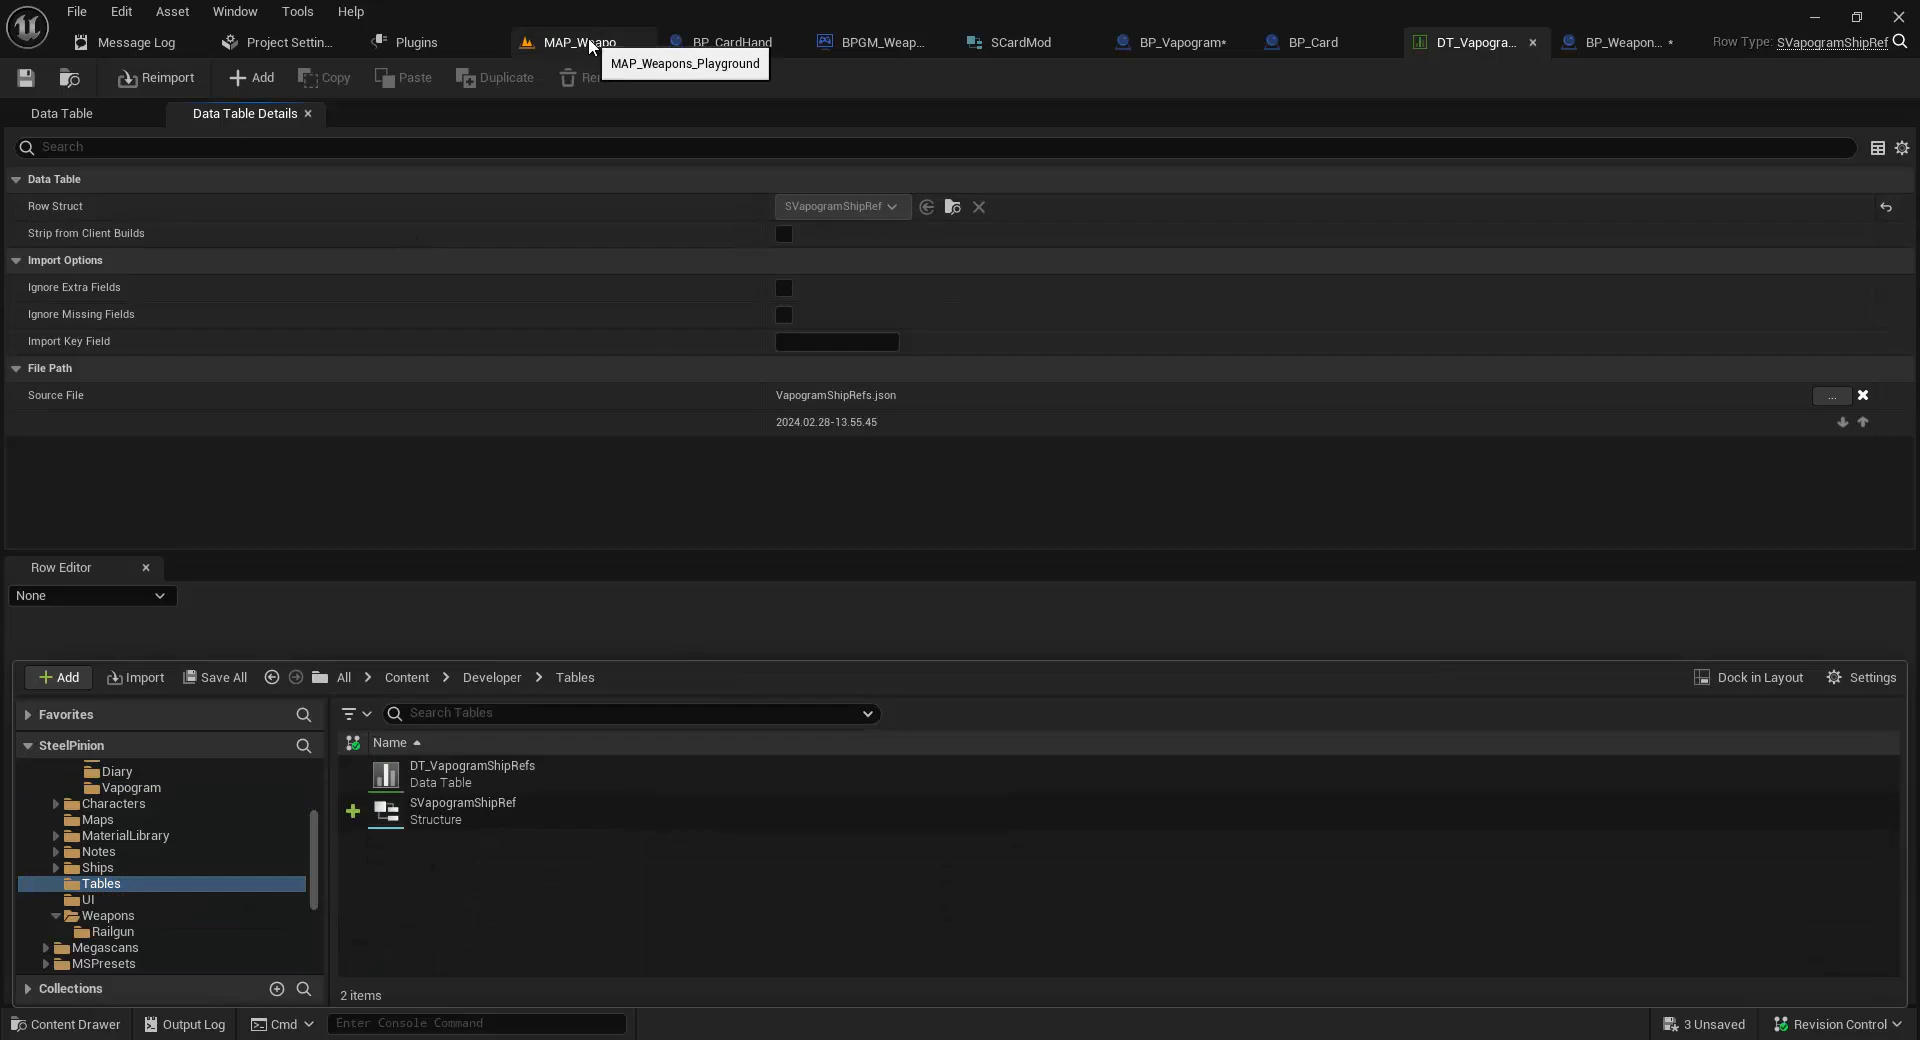 File Edit Asset Window Tools Help
Message Log Project Settin... Plugins MAP_Weapo... BP_CardHand BPGM_Weap... SCardMod BP_Vapogram* BP_Card DT_Vapogra... BP_Weapon... * Row Type: SVapogramShipRef
MAP_Weapons_Playground
Reimport Add Copy Paste Duplicate
Data Table Data Table Details
Search
Data Table
Row Struct SVapogramShipRef
Strip from Client Builds
Import Options
Ignore Extra Fields
Ignore Missing Fields
Import Key Field
File Path
Source File VapogramShipRefs.json ...
2024.02.28-13.55.45
Row Editor
None
Add Import Save All All Content Developer Tables Dock in Layout Settings
Favorites Search Tables
SteelPinion Name
Diary DT_VapogramShipRefs
Vapogram Data Table
Characters SVapogramShipRef
Maps Structure
MaterialLibrary
Notes
Ships
Tables
UI
Weapons
Railgun
Megascans
MSPresets
Collections 2 items
Content Drawer Output Log Cmd Enter Console Command 3 Unsaved Revision Control